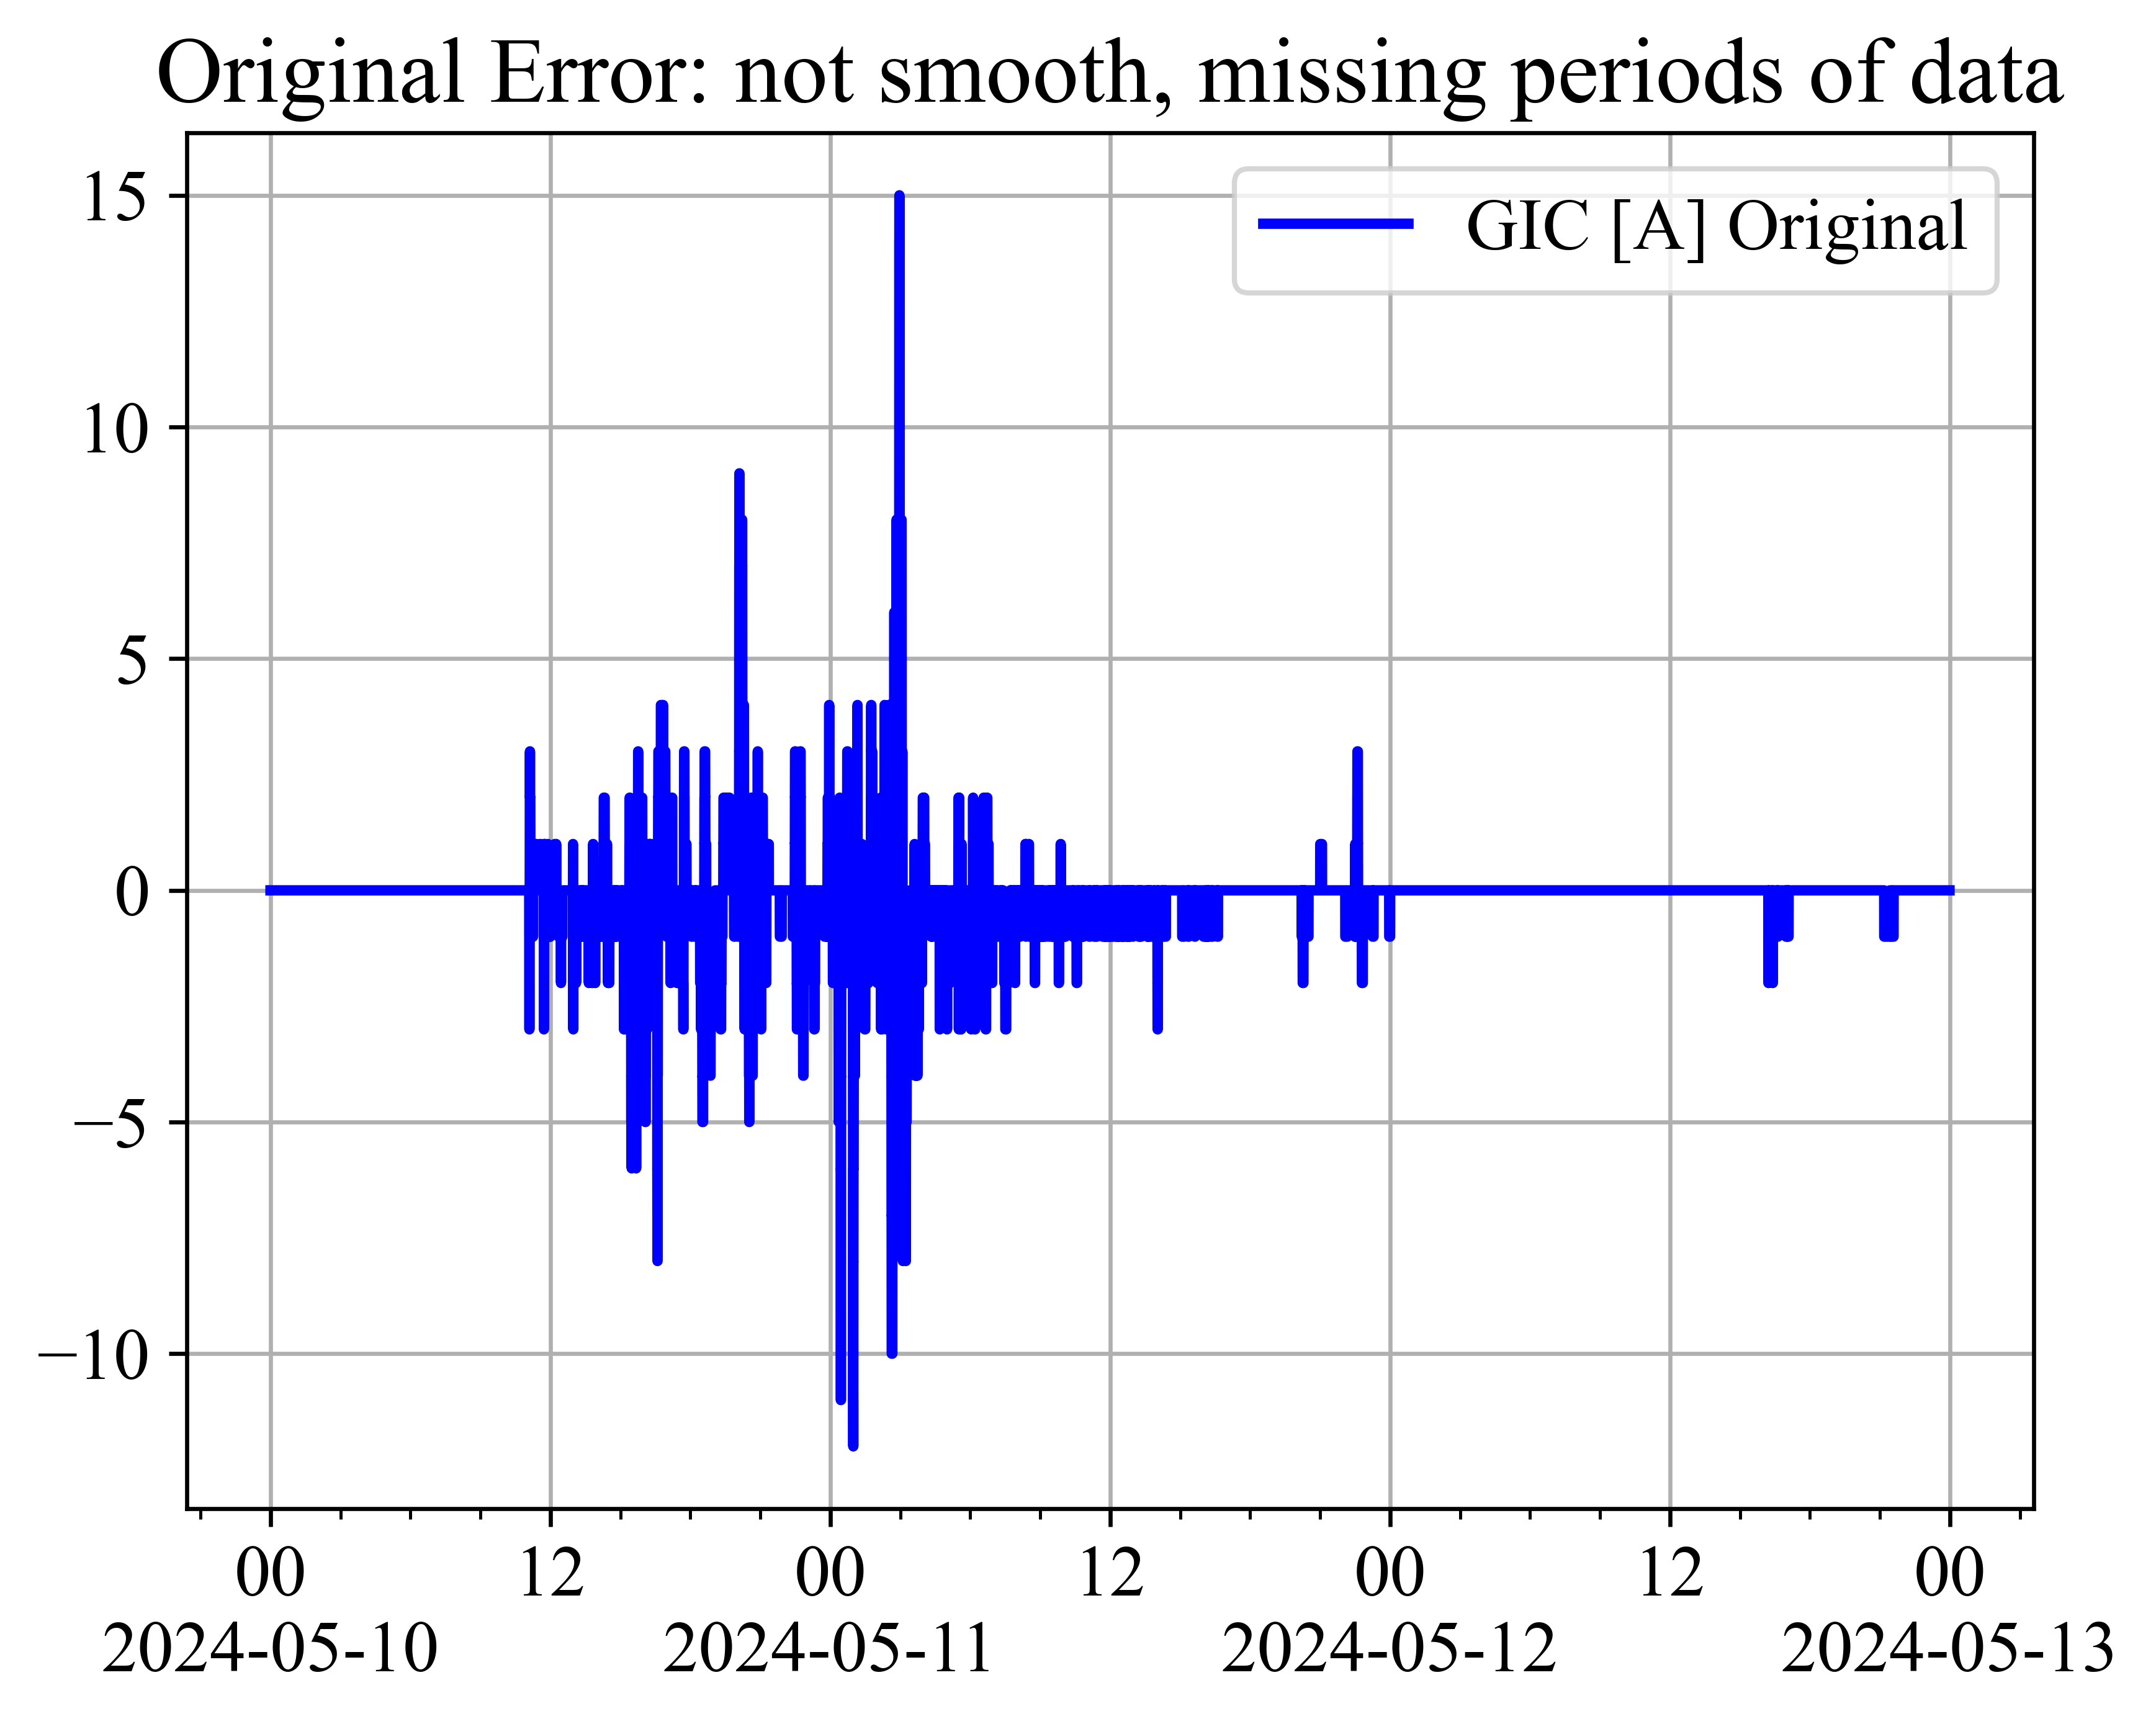 Original Error: not smooth, missing periods of data
GIC [A] Original
15
10
5
0
−5
−10
00 12 00 12 00 12 00
2024-05-10 2024-05-11 2024-05-12 2024-05-13